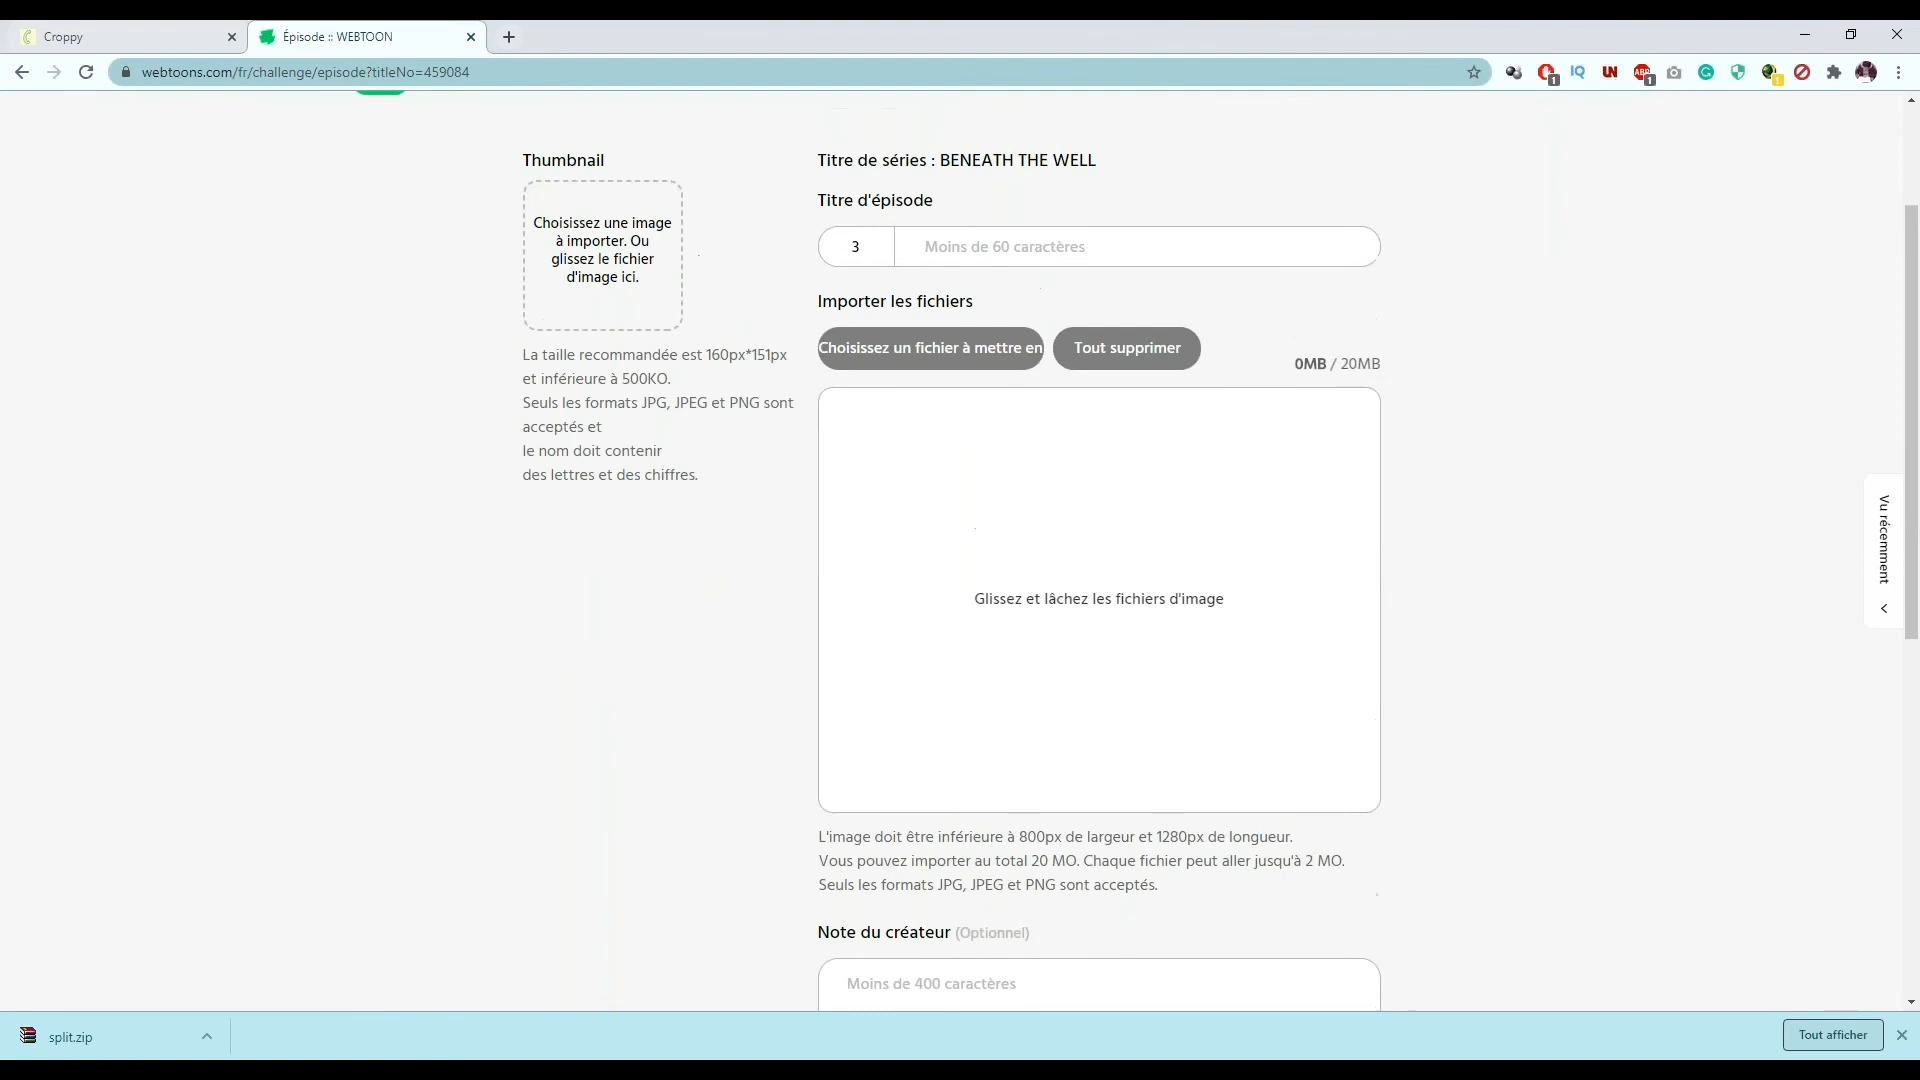 Croppy
Épisode :: WEBTOON
webtoons.com/fr/challenge/episode?titleNo=459084
Thumbnail
Choisissez une image
à importer. Ou
glissez le fichier
d'image ici.
La taille recommandée est 160px*151px
et inférieure à 500KO.
Seuls les formats JPG, JPEG et PNG sont
acceptés et
le nom doit contenir
des lettres et des chiffres.
Titre de séries : BENEATH THE WELL
Titre d'épisode
3
Moins de 60 caractères
Importer les fichiers
Choisissez un fichier à mettre en
Tout supprimer
0MB / 20MB
Glissez et lâchez les fichiers d'image
L'image doit être inférieure à 800px de largeur et 1280px de longueur.
Vous pouvez importer au total 20 MO. Chaque fichier peut aller jusqu'à 2 MO.
Seuls les formats JPG, JPEG et PNG sont acceptés.
Note du créateur (Optionnel)
Moins de 400 caractères
Vu récemment
split.zip
Tout afficher